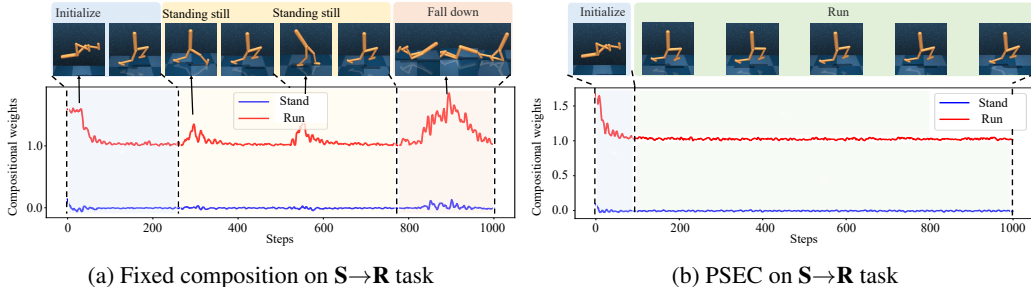 Initialize
Standing still
Standing still
Fall down
Compositional weights
1.0
0.0
Stand
Run
0
200
400
600
800
1000
Steps
(a) Fixed composition on S→R task
Initialize
Run
Compositional weights
1.5
1.0
0.5
0.0
Stand
Run
0
200
400
600
800
1000
Steps
(b) PSEC on S→R task